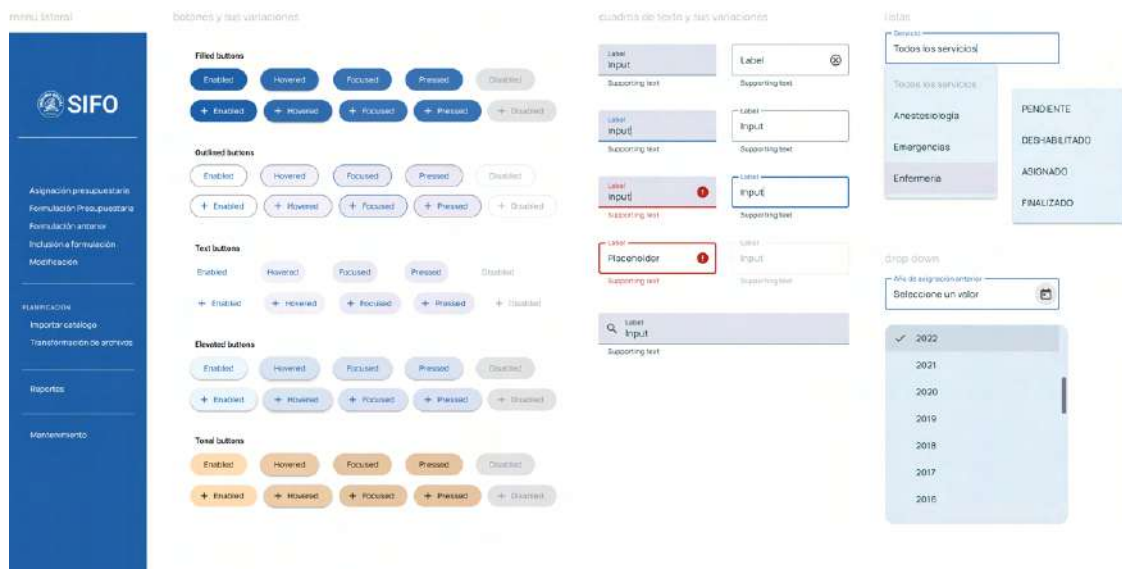 menu lateral
SIFO
Asignación presupuestaria
Formulación Presupuestaria
Formulación anterior
Inclusión a formulación
Modificación
PLANIFICACIÓN
Importar catálogo
Transformación de archivos
Reportes
Mantenimiento
botones y sus variaciones
Filled buttons
Enabled Hovered Focused Pressed Disabled
+ Enabled + Hovered + Focused + Pressed + Disabled
Outlined buttons
Enabled Hovered Focused Pressed Disabled
+ Enabled + Hovered + Focused + Pressed + Disabled
Text buttons
Enabled Hovered Focused Pressed Disabled
+ Enabled + Hovered + Focused + Pressed + Disabled
Elevated buttons
Enabled Hovered Focused Pressed Disabled
+ Enabled + Hovered + Focused + Pressed + Disabled
Tonal buttons
Enabled Hovered Focused Pressed Disabled
+ Enabled + Hovered + Focused + Pressed + Disabled
cuadros de texto y sus variaciones
Label
Input
Supporting text
Label
Supporting text
Label
Input
Supporting text
Label
Input
Supporting text
Label
Input
Supporting text
Label
Input
Supporting text
Label
Placeholder
Supporting text
Label
Input
Supporting text
Label
Input
Supporting text
listas
Servicio
Todos los servicios
Todos los servicios
Anestesiología
Emergencias
Enfermeria
PENDIENTE
DESHABILITADO
ASIGNADO
FINALIZADO
drop down
Año de asignación anterior
Seleccione un valor
2022
2021
2020
2019
2018
2017
2016